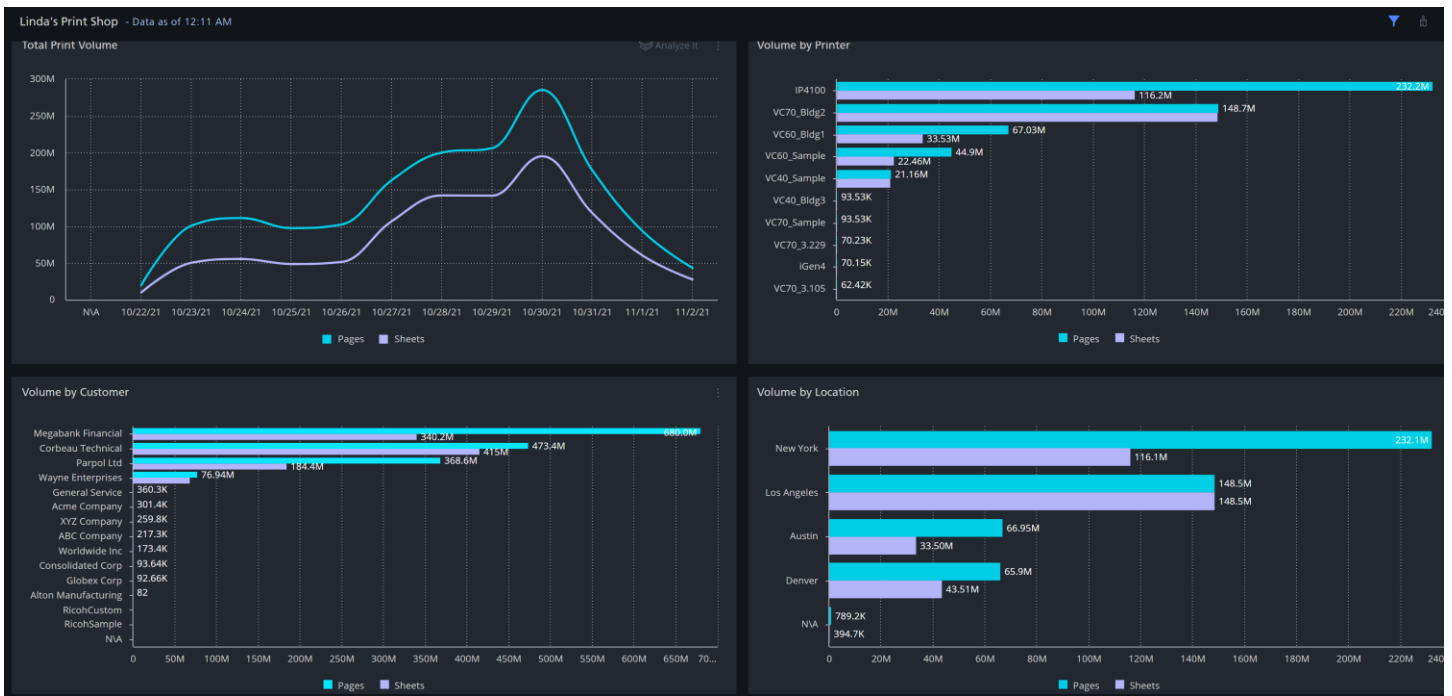 Linda's Print Shop - Data as of 12:11 AM
Total Print Volume
Analyze It
300M
250M
200M
150M
100M
50M
0
N\A 10/22/21 10/23/21 10/24/21 10/25/21 10/26/21 10/27/21 10/28/21 10/29/21 10/30/21 10/31/21 11/1/21 11/2/21
Pages Sheets
Volume by Printer
IP4100 232.2M
116.2M
VC70_Bldg2 148.7M
VC60_Bldg1 67.03M
33.53M
VC60_Sample 44.9M
22.46M
VC40_Sample 21.16M
VC40_Bldg3 93.53K
VC70_Sample 93.53K
VC70_3.229 70.23K
iGen4 70.15K
VC70_3.105 62.42K
0 20M 40M 60M 80M 100M 120M 140M 160M 180M 200M 220M 240
Pages Sheets
Volume by Customer
Megabank Financial 680.0M
340.2M
Corbeau Technical 473.4M
415M
Parpol Ltd 368.6M
184.4M
Wayne Enterprises 76.94M
General Service 360.3K
Acme Company 301.4K
XYZ Company 259.8K
ABC Company 217.3K
Worldwide Inc 173.4K
Consolidated Corp 93.64K
Globex Corp 92.66K
Alton Manufacturing 82
RicohCustom
RicohSample
N\A
0 50M 100M 150M 200M 250M 300M 350M 400M 450M 500M 550M 600M 650M 70...
Pages Sheets
Volume by Location
New York 232.1M
116.1M
Los Angeles 148.5M
148.5M
Austin 66.95M
33.50M
Denver 65.9M
43.51M
N\A 789.2K
394.7K
0 20M 40M 60M 80M 100M 120M 140M 160M 180M 200M 220M 240
Pages Sheets